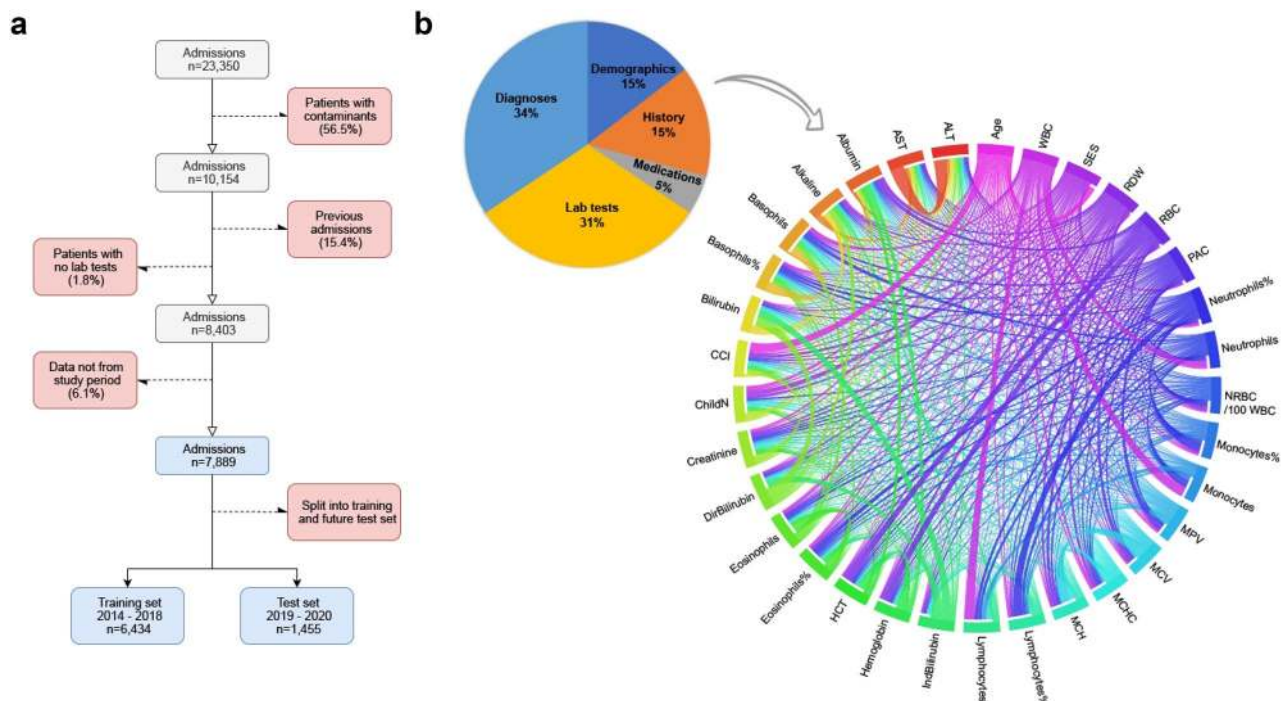 a
Admissions
n=23,350
Patients with
contaminants
(56.5%)
Admissions
n=10,154
Previous
admissions
(15.4%)
Patients with
no lab tests
(1.8%)
Admissions
n=8,403
Data not from
study period
(6.1%)
Admissions
n=7,889
Split into training
and future test set
Training set
2014 - 2018
n=6,434
Test set
2019 - 2020
n=1,455
b
Demographics
15%
History
15%
Medications
5%
Lab tests
31%
Diagnoses
34%
Age
WBC
SES
RDW
RBC
PAC
Neutrophils%
Neutrophils
NRBC
/100 WBC
Monocytes%
Monocytes
MPV
MCV
MCHC
MCH
Lymphocytes%
Lymphocytes
IndBilirubin
Hemoglobin
HCT
Eosinophils%
Eosinophils
DirBilirubin
Creatinine
ChildN
CCI
Bilirubin
Basophils%
Basophils
Alkaline
Albumin
AST
ALT